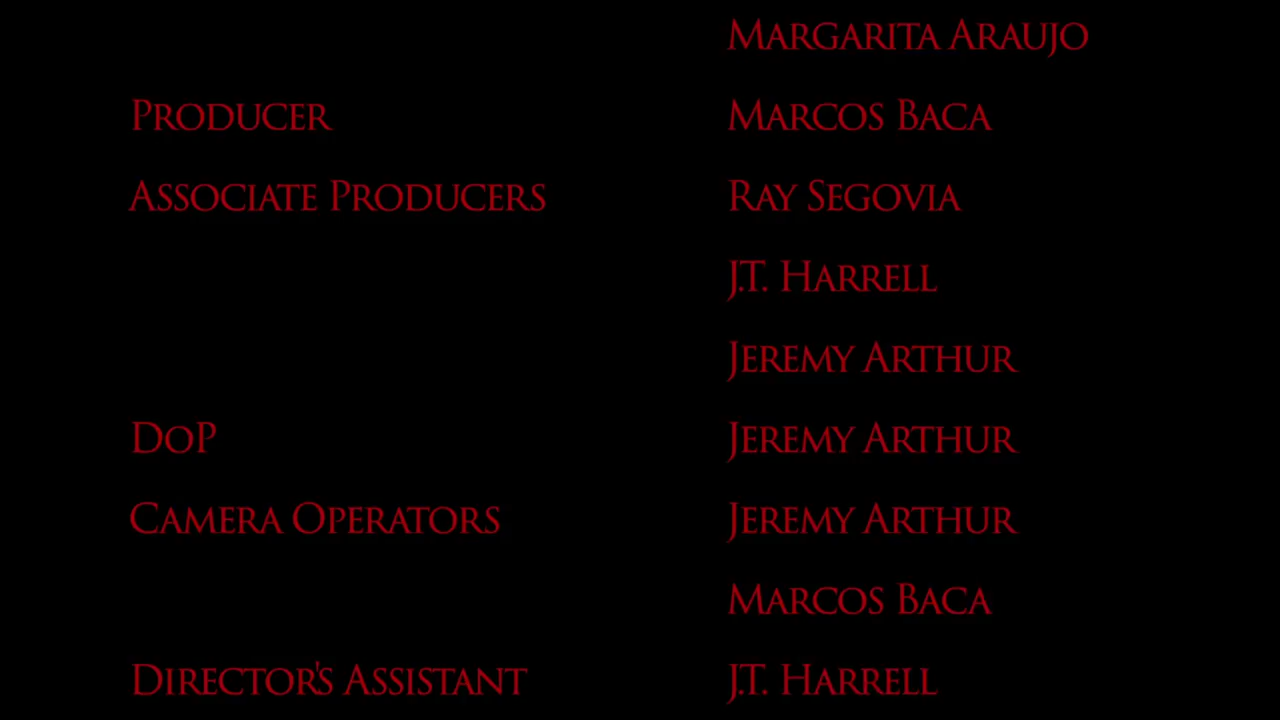 Margarita Araujo
Producer Marcos Baca
Associate Producers Ray Segovia
J.T. Harrell
Jeremy Arthur
DoP Jeremy Arthur
Camera Operators Jeremy Arthur
Marcos Baca
Director's Assistant J.T. Harrell